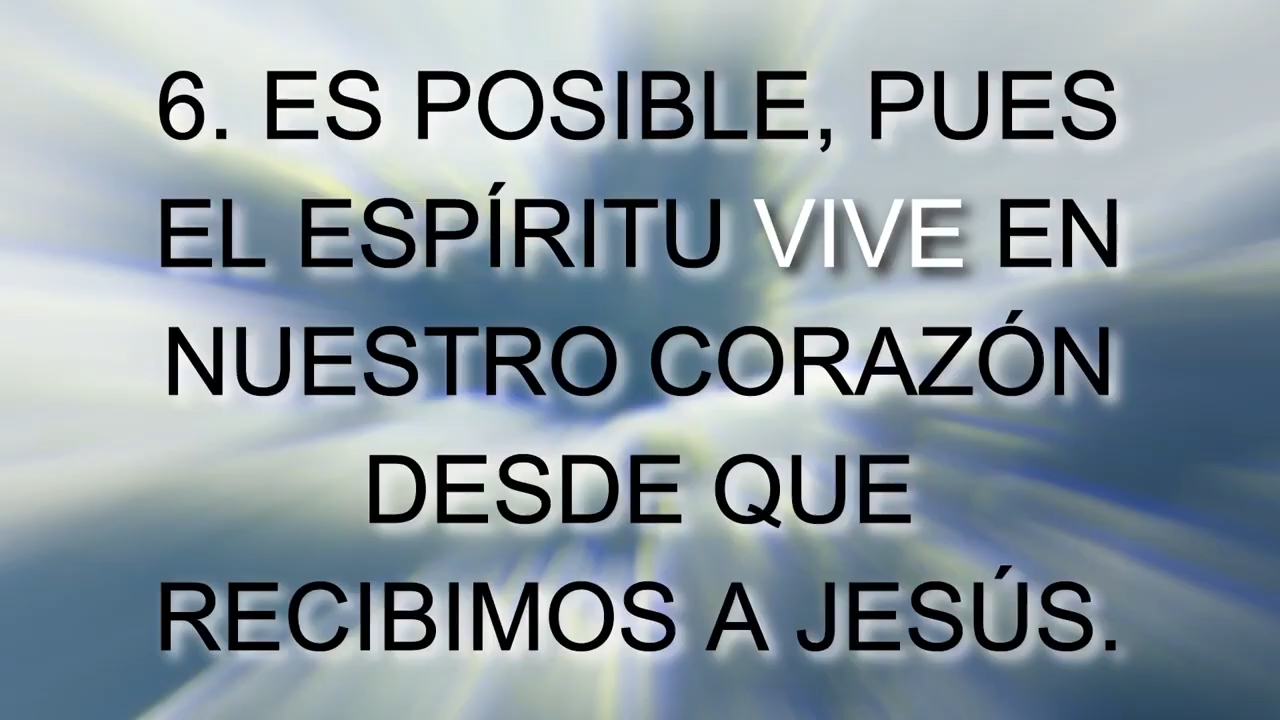 6. ES POSIBLE, PUES
EL ESPÍRITU VIVE EN
NUESTRO CORAZÓN
DESDE QUE
RECIBIMOS A JESÚS.